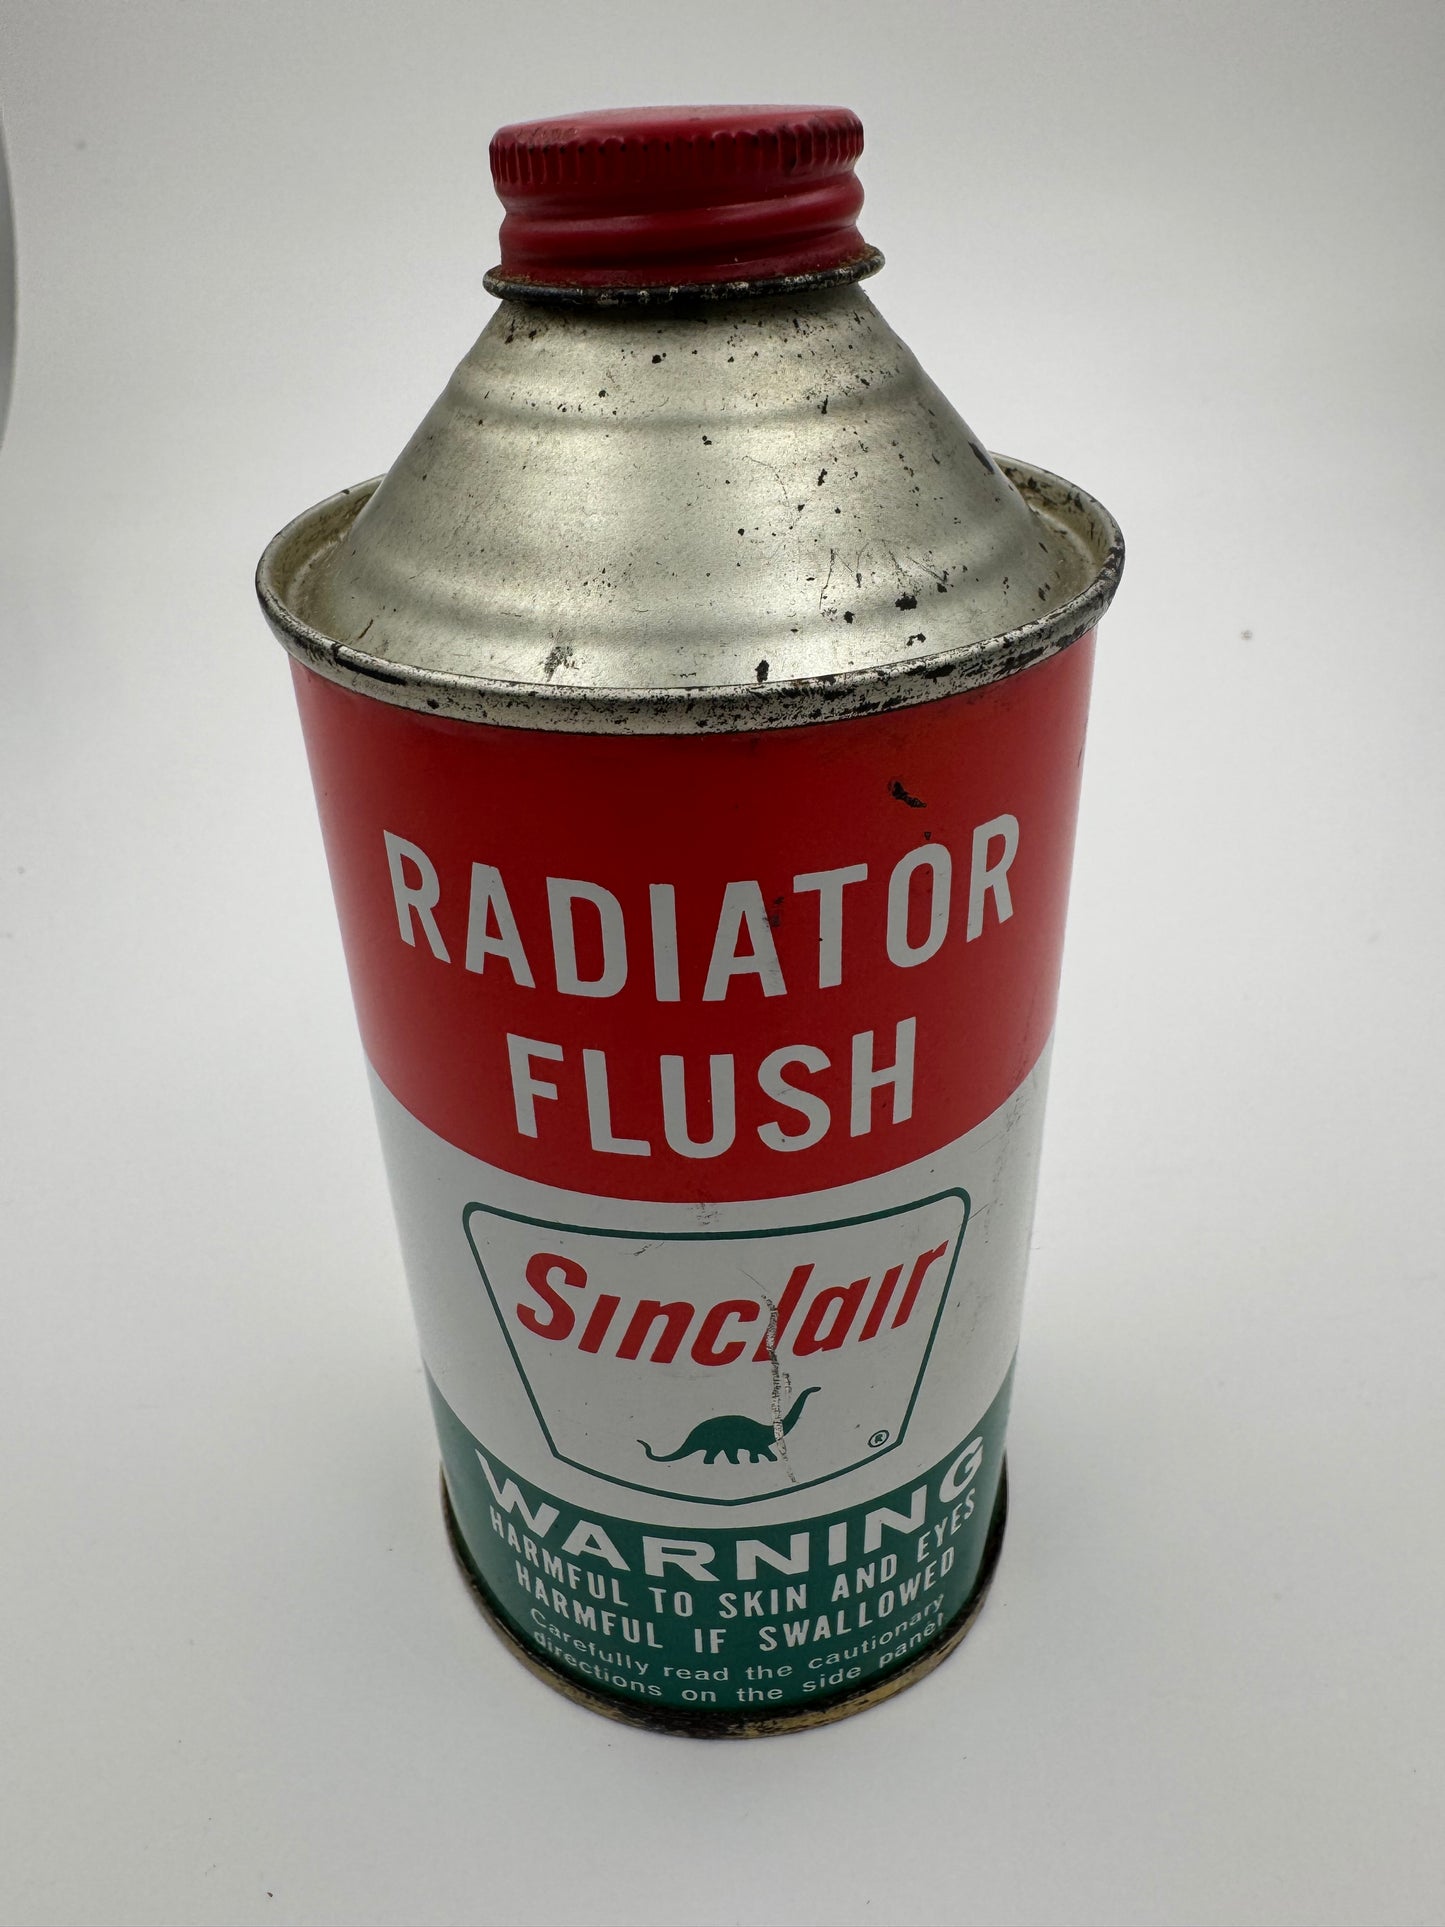 RADIATOR
FLUSH
Sinclair
®
WARNING
HARMFUL TO SKIN AND EYES
HARMFUL IF SWALLOWED
Carefully read the cautionary
directions on the side panel